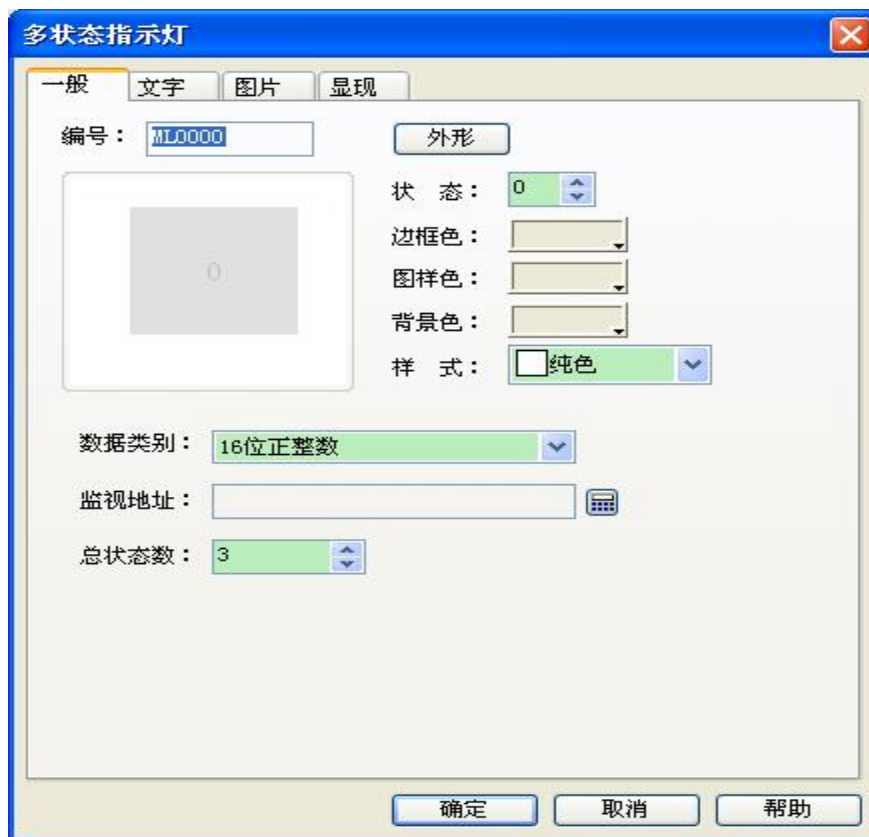 多状态指示灯
一般 文字 图片 显现
编号： ML0000 外形
状 态： 0
0
边框色：
图样色：
背景色：
样 式： 纯色
数据类别： 16位正整数
监视地址：
总状态数： 3
确定 取消 帮助